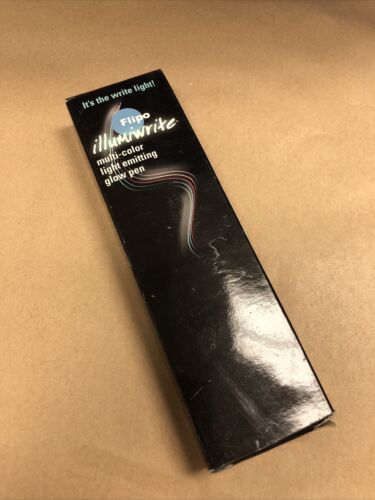 It's the write light!
Flipo
illumiwrite
multi-color
light emitting
glow pen